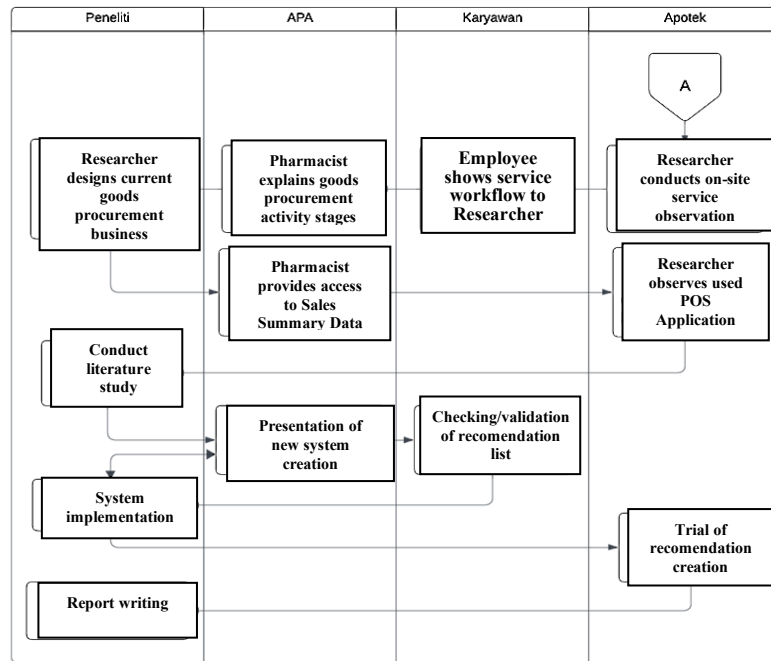 Peneliti
APA
Karyawan
Apotek
A
Researcher
designs current
goods
procurement
business
Pharmacist
explains goods
procurement
activity stages
Employee
shows service
workflow to
Researcher
Researcher
conducts on-site
service
observation
Pharmacist
provides access
to Sales
Summary Data
Researcher
observes used
POS
Application
Conduct
literature
study
Presentation of
new system
creation
Checking/validation
of recomendation
list
System
implementation
Trial of
recomendation
creation
Report writing